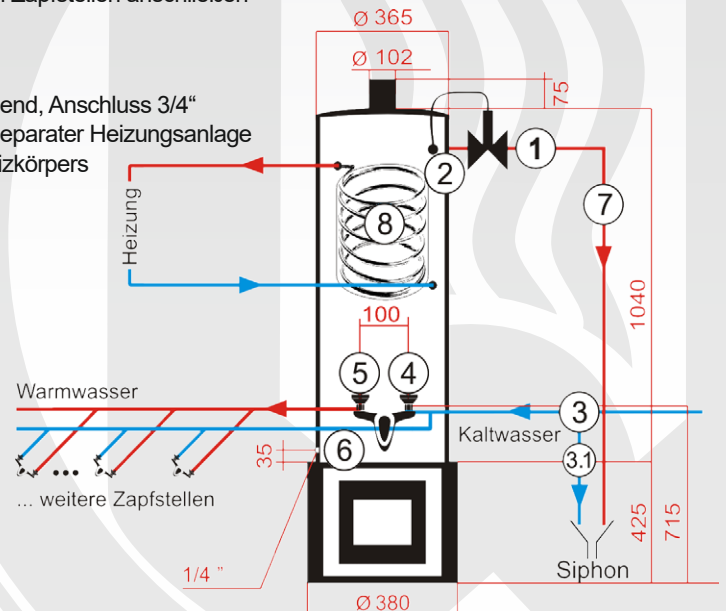 Zapfstellen anschließen
Ø 365
Ø 102
75
end, Anschluss 3/4“
eparater Heizungsanlage
izkörpers
1
2
7
8
Heizung
1040
100
5
4
Warmwasser
3
Kaltwasser
6
35
3.1
... weitere Zapfstellen
425
715
Siphon
1/4 "
Ø 380